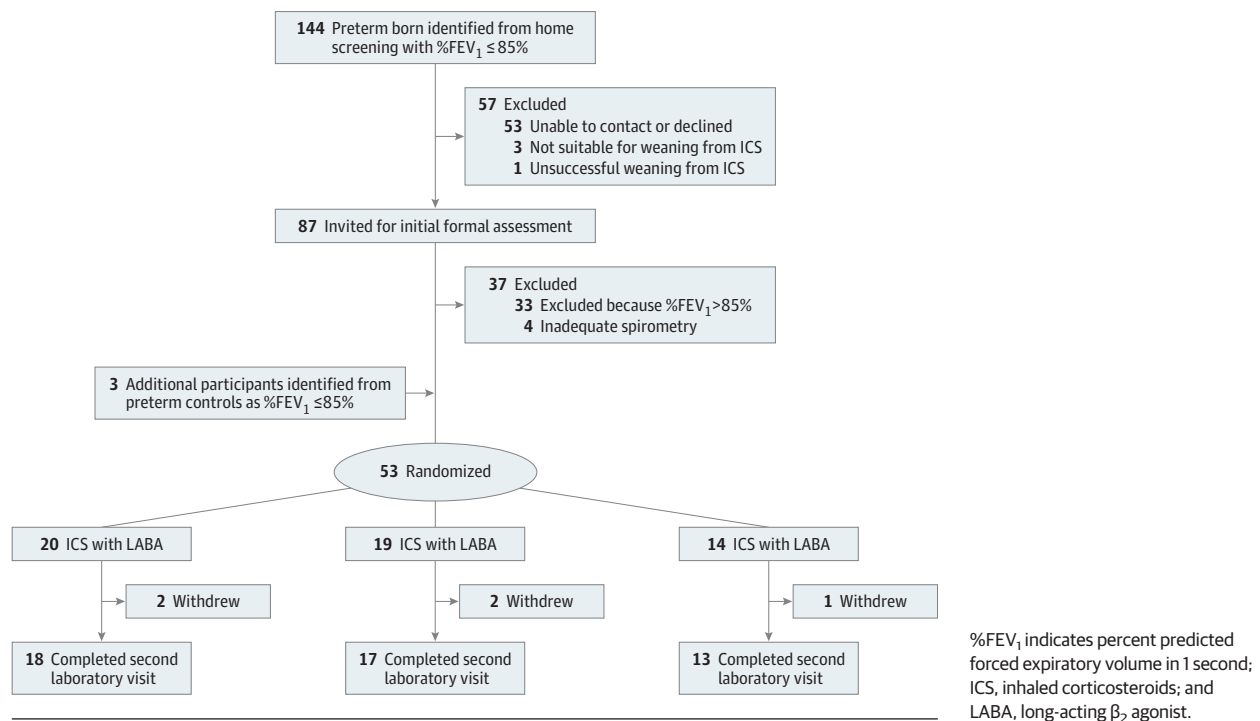 144 Preterm born identified from home
screening with %FEV1 ≤ 85%
57 Excluded
53 Unable to contact or declined
3 Not suitable for weaning from ICS
1 Unsuccessful weaning from ICS
87 Invited for initial formal assessment
37 Excluded
33 Excluded because %FEV1>85%
4 Inadequate spirometry
3 Additional participants identified from
preterm controls as %FEV1 ≤85%
53 Randomized
20 ICS with LABA
19 ICS with LABA
14 ICS with LABA
2 Withdrew
2 Withdrew
1 Withdrew
18 Completed second
laboratory visit
17 Completed second
laboratory visit
13 Completed second
laboratory visit
%FEV1 indicates percent predicted
forced expiratory volume in 1 second;
ICS, inhaled corticosteroids; and
LABA, long-acting β2 agonist.